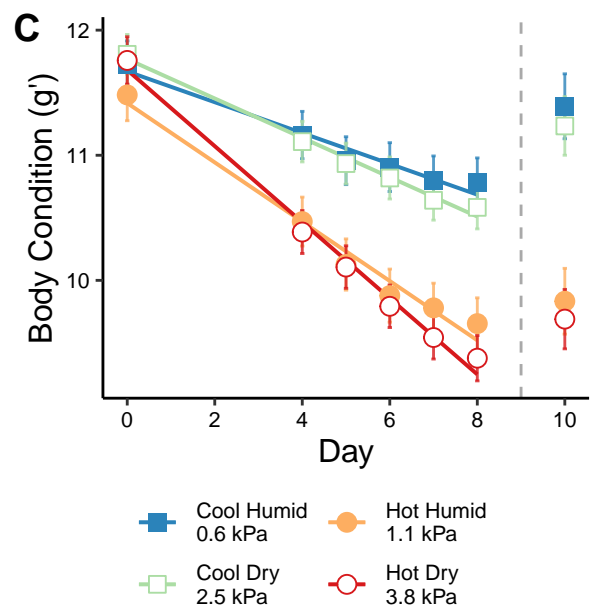 C
Body Condition (g')
12
11
10
0
2
4
6
8
10
Day
Cool Humid
0.6 kPa
Hot Humid
1.1 kPa
Cool Dry
2.5 kPa
Hot Dry
3.8 kPa